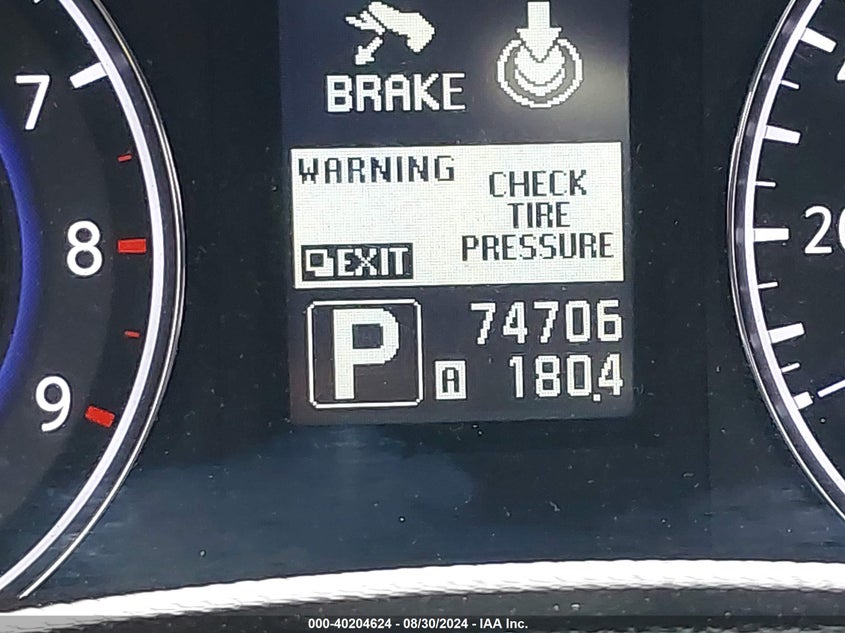 BRAKE
WARNING
CHECK
TIRE
PRESSURE
EXIT
P
74706
A 180.4
7
8
9
20
000-40204624 - 08/30/2024 - IAA Inc.